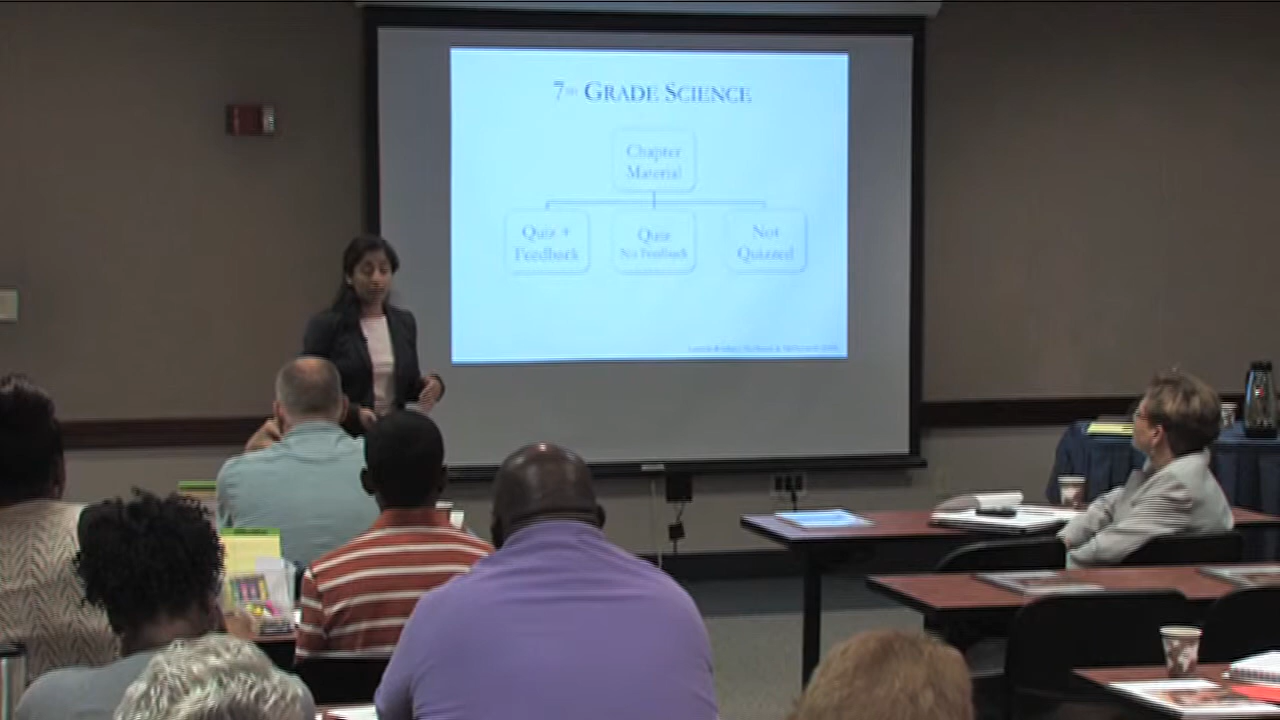 7th GRADE SCIENCE
Chapter
Material
Quiz +
Feedback
Quiz
No Feedback
Not
Quizzed